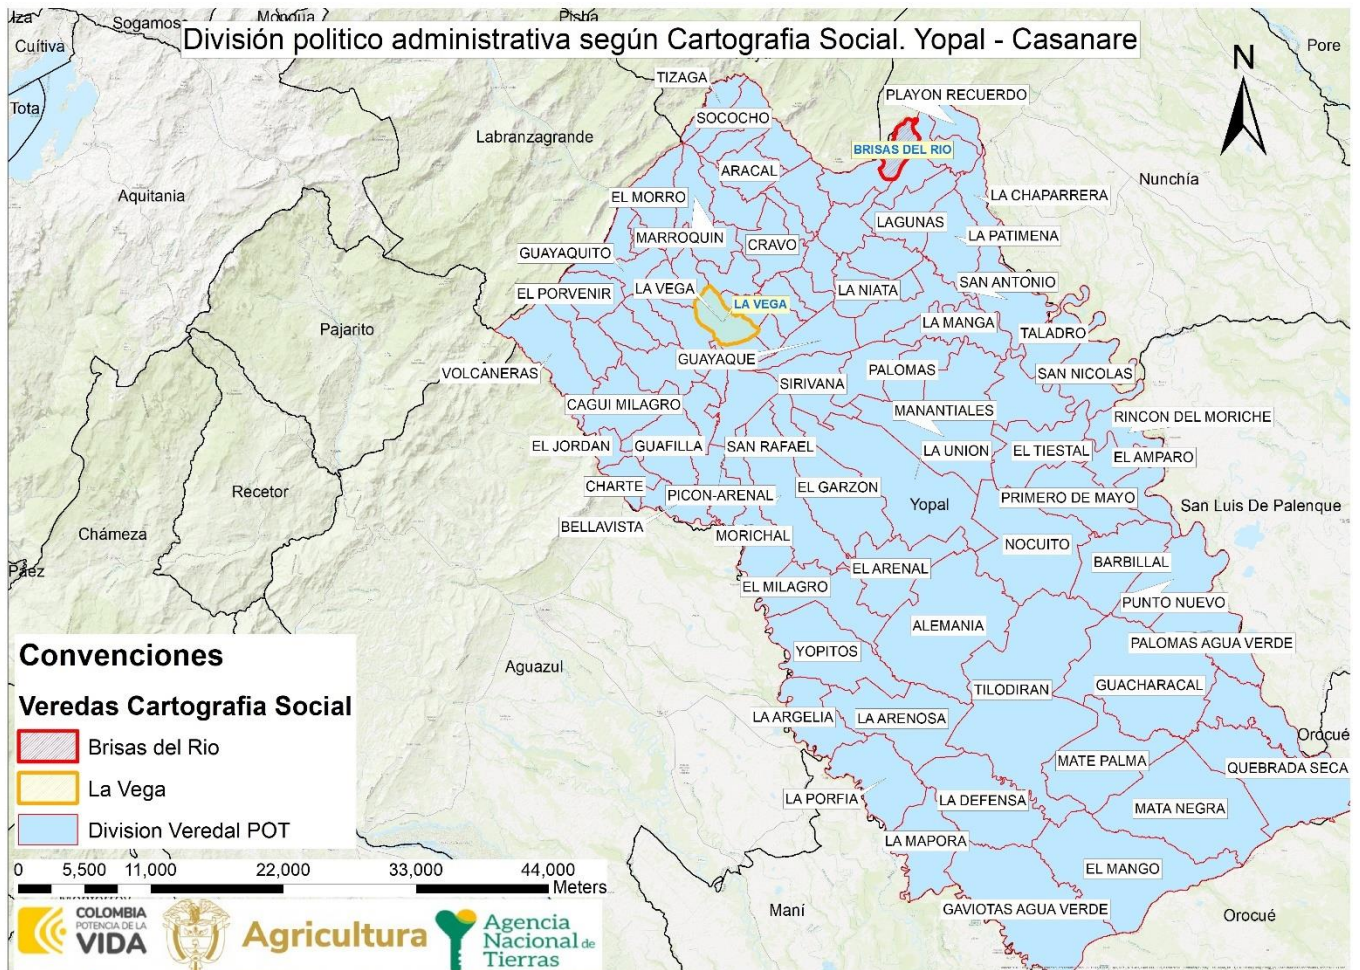 Iza
Sogamos
Mongua
Pisba
Cuítiva
División politico administrativa según Cartografia Social. Yopal - Casanare
Pore
N
TIZAGA
PLAYON RECUERDO
Tota
SOCOCHO
Labranzagrande
BRISAS DEL RIO
ARACAL
Nunchía
Aquitania
EL MORRO
LA CHAPARRERA
LAGUNAS
MARROQUIN
CRAVO
LA PATIMENA
GUAYAQUITO
LA VEGA
LA NIATA
SAN ANTONIO
EL PORVENIR
LA VEGA
LA MANGA
Pajarito
TALADRO
GUAYAQUE
VOLCANERAS
SIRIVANA
PALOMAS
SAN NICOLAS
CAGUI MILAGRO
MANANTIALES
RINCON DEL MORICHE
EL JORDAN
GUAFILLA
SAN RAFAEL
LA UNION
EL TIESTAL
EL AMPARO
CHARTE
PICON-ARENAL
EL GARZON
Recetor
PRIMERO DE MAYO
Yopal
San Luis De Palenque
BELLAVISTA
Chámeza
MORICHAL
NOCUITO
BARBILLAL
Páez
EL ARENAL
EL MILAGRO
PUNTO NUEVO
ALEMANIA
YOPITOS
PALOMAS AGUA VERDE
Aguazul
TILODIRAN
GUACHARACAL
LA ARGELIA
LA ARENOSA
Orocué
MATE PALMA
QUEBRADA SECA
LA PORFIA
LA DEFENSA
MATA NEGRA
LA MAPORA
EL MANGO
Maní
GAVIOTAS AGUA VERDE
Orocué
Convenciones
Veredas Cartografia Social
Brisas del Rio
La Vega
Division Veredal POT
0 5,500 11,000 22,000 33,000 44,000
Meters
COLOMBIA
POTENCIA DE LA
VIDA
Agricultura
Agencia
Nacional de
Tierras